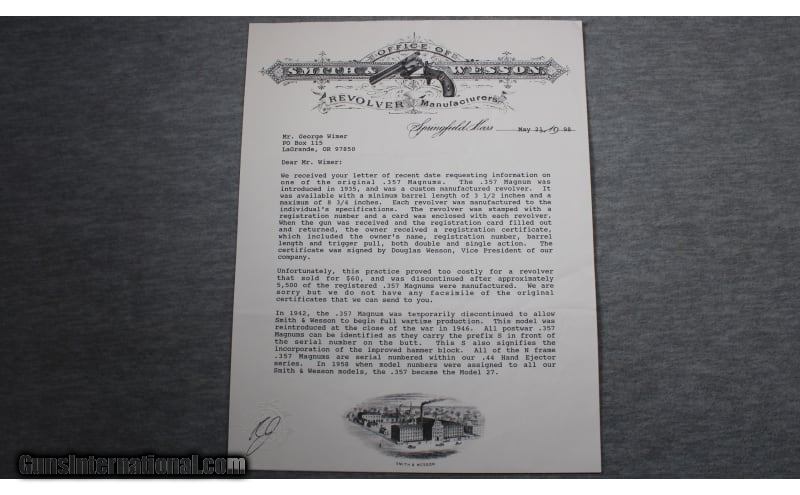 OFFICE OF
SMITH & WESSON,
REVOLVER Manufacturers.
Springfield, Mass May 21, 19 98
Mr. George Wimer
PO Box 115
LaGrande, OR 97850
Dear Mr. Wimer:
We received your letter of recent date requesting information on
one of the original .357 Magnums. The .357 Magnum was
introduced in 1935, and was a custom manufactured revolver. It
was available with a minimum barrel length of 3 1/2 inches and a
maximum of 8 3/4 inches. Each revolver was manufactured to the
individual's specifications. The revolver was stamped with a
registration number and a card was enclosed with each revolver.
When the gun was received and the registration card filled out
and returned, the owner received a registration certificate,
which included the owner's name, registration number, barrel
length and trigger pull, both double and single action. The
certificate was signed by Douglas Wesson, Vice President of our
company.
Unfortunately, this practice proved too costly for a revolver
that sold for $60, and was discontinued after approximately
5,500 of the registered .357 Magnums were manufactured. We are
sorry but we do not have any facsimile of the original
certificates that we can send to you.
In 1942, the .357 Magnum was temporarily discontinued to allow
Smith & Wesson to begin full wartime production. This model was
reintroduced at the close of the war in 1946. All postwar .357
Magnums can be identified as they carry the prefix S in front of
the serial number on the butt. This S also signifies the
incorporation of the improved hammer block. All of the N frame
.357 Magnums are serial numbered within our .44 Hand Ejector
series. In 1958 when model numbers were assigned to all our
Smith & Wesson models, the .357 became the Model 27.
SMITH & WESSON
GunsInternational.com